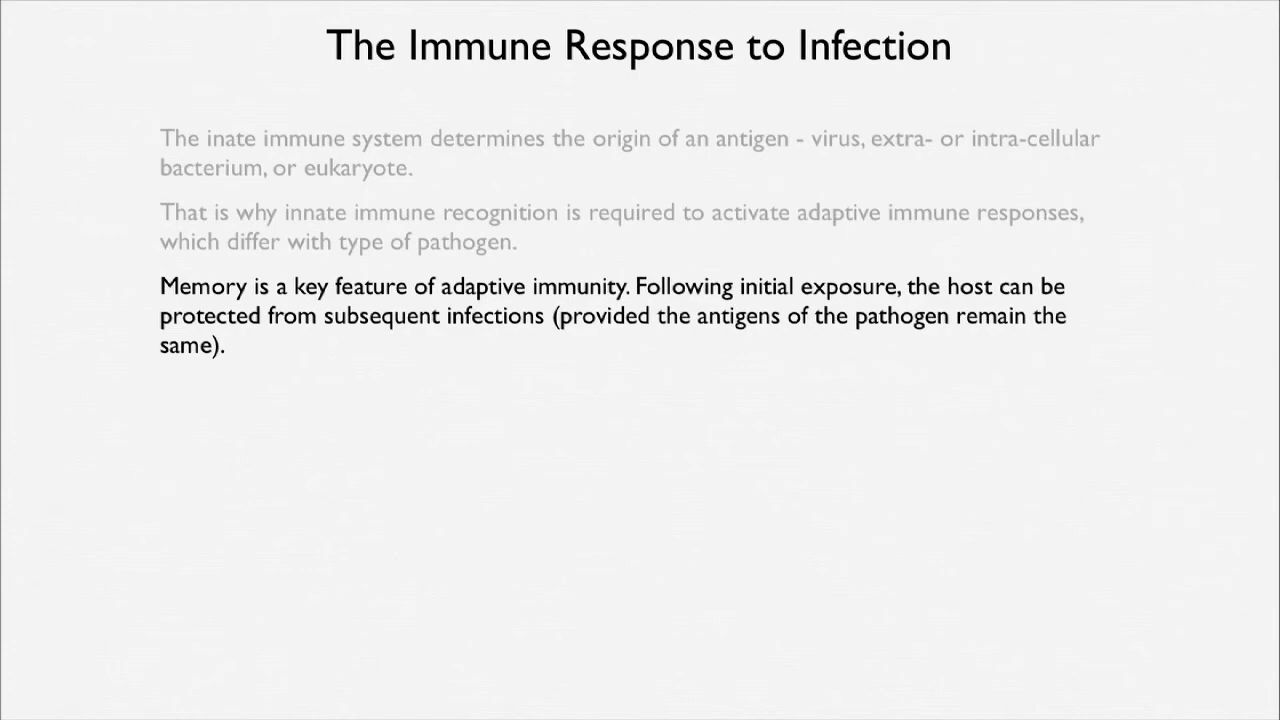 The Immune Response to Infection
The inate immune system determines the origin of an antigen - virus, extra- or intra-cellular
bacterium, or eukaryote.
That is why innate immune recognition is required to activate adaptive immune responses,
which differ with type of pathogen.
Memory is a key feature of adaptive immunity. Following initial exposure, the host can be
protected from subsequent infections (provided the antigens of the pathogen remain the
same).